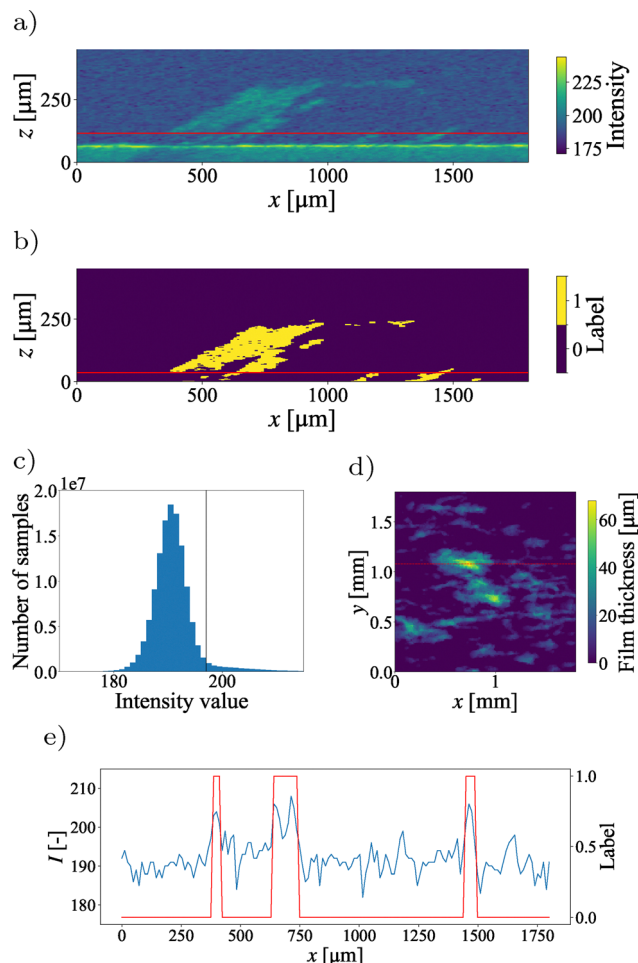 a)
z [µm]
250
0
0
500
1000
1500
x [µm]
225
200
175
Intensity
b)
z [µm]
250
0
0
500
1000
1500
x [µm]
1
0
Label
c)
1e7
2.0
1.5
1.0
0.5
0.0
Number of samples
180
200
Intensity value
d)
1.5
1.0
0.5
0.0
y [mm]
0
1
x [mm]
60
40
20
0
Film thickness [µm]
e)
210
200
190
180
I [-]
0
250
500
750
1000
1250
1500
1750
x [µm]
1.0
0.5
0.0
Label